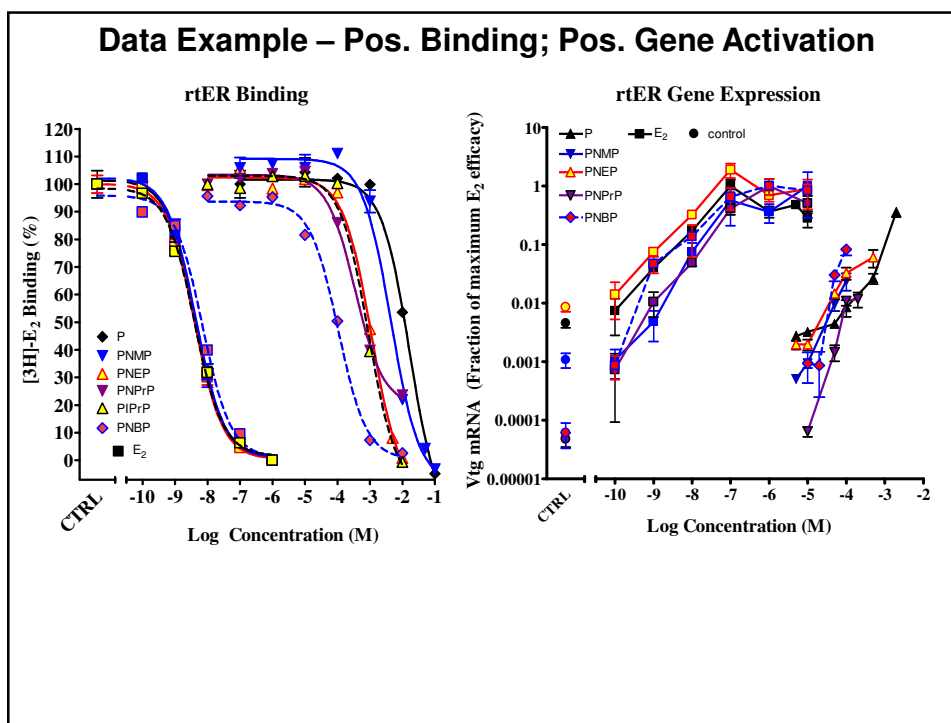 Data Example – Pos. Binding; Pos. Gene Activation
rtER Binding
[3H]-E2 Binding (%)
120
110
100
90
80
70
60
50
40
30
20
10
0
P
PNMP
PNEP
PNPrP
PIPrP
PNBP
E2
CTRL
-10 -9 -8 -7 -6 -5 -4 -3 -2 -1
Log Concentration (M)
rtER Gene Expression
Vtg mRNA (Fraction of maximum E2 efficacy)
10
1
0.1
0.01
0.001
0.0001
0.00001
P E2 control
PNMP
PNEP
PNPrP
PNBP
CTRL
-10 -9 -8 -7 -6 -5 -4 -3 -2
Log Concentration (M)